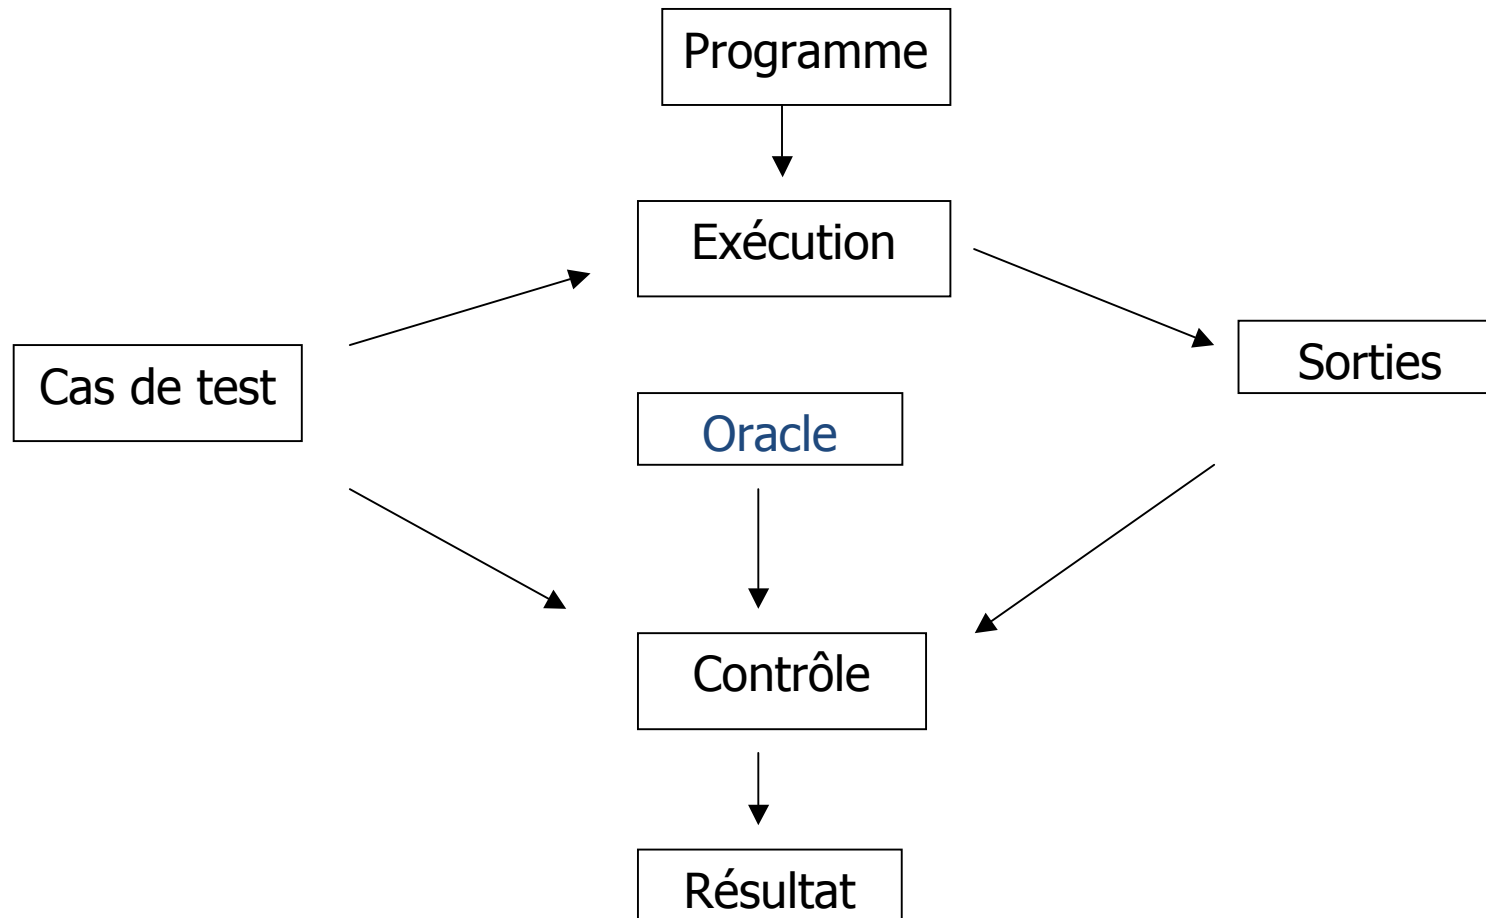 Programme
Exécution
Sorties
Cas de test
Oracle
Contrôle
Résultat